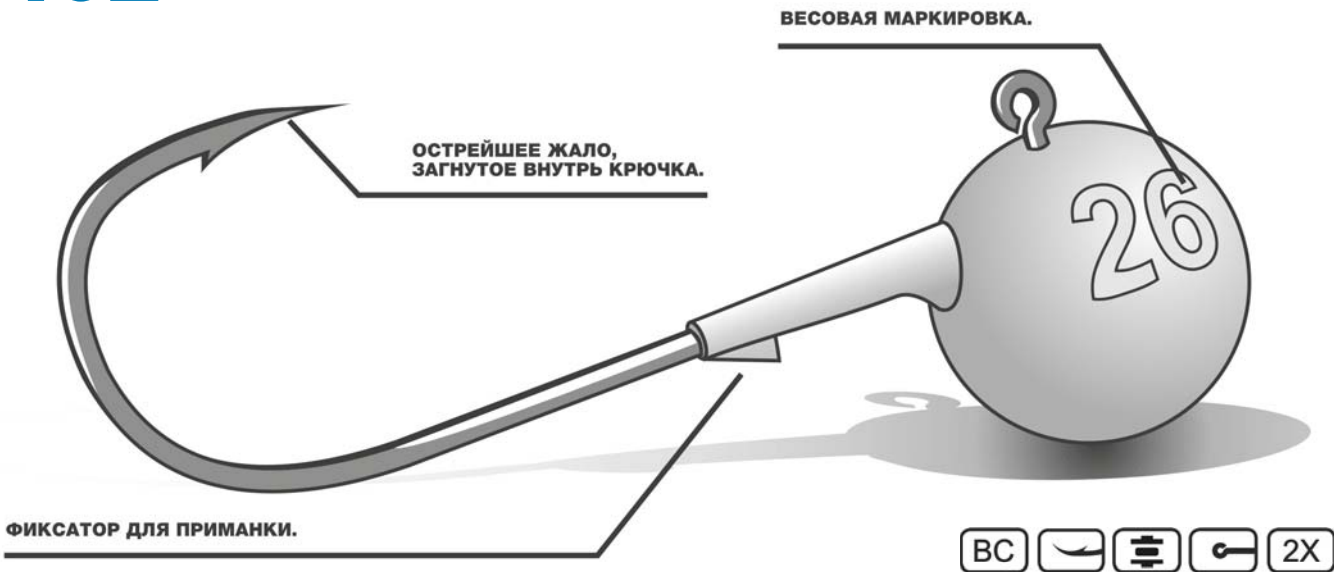 ВЕСОВАЯ МАРКИРОВКА.
ОСТРЕЙШЕЕ ЖАЛО,
ЗАГНУТОЕ ВНУТРЬ КРЮЧКА.
26
ФИКСАТОР ДЛЯ ПРИМАНКИ.
BC 2X